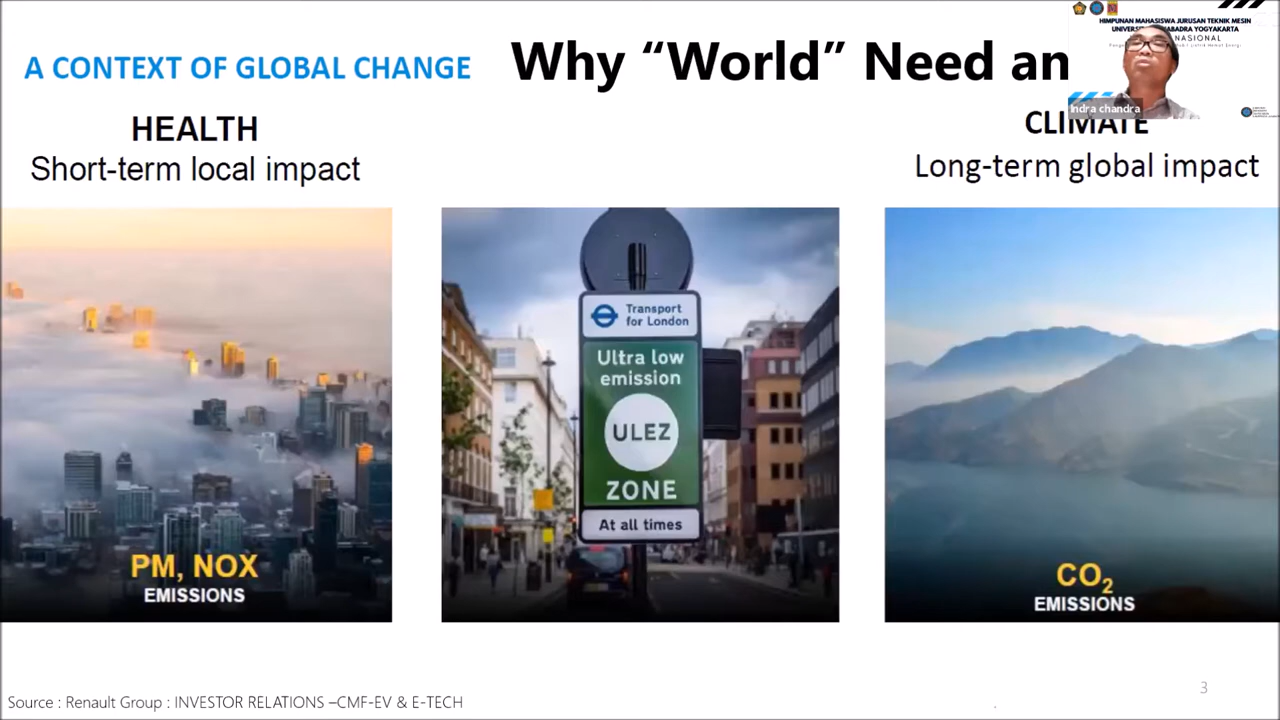 A CONTEXT OF GLOBAL CHANGE
Why “World” Need an
HIMPUNAN MAHASISWA JURUSAN TEKNIK MESIN
NASIONAL
Indra chandra
HEALTH
Short-term local impact
CLIMATE
Long-term global impact
Transport
for London
Ultra low
emission
ULEZ
ZONE
At all times
PM, NOX
EMISSIONS
CO₂
EMISSIONS
3
Source : Renault Group : INVESTOR RELATIONS –CMF-EV & E-TECH